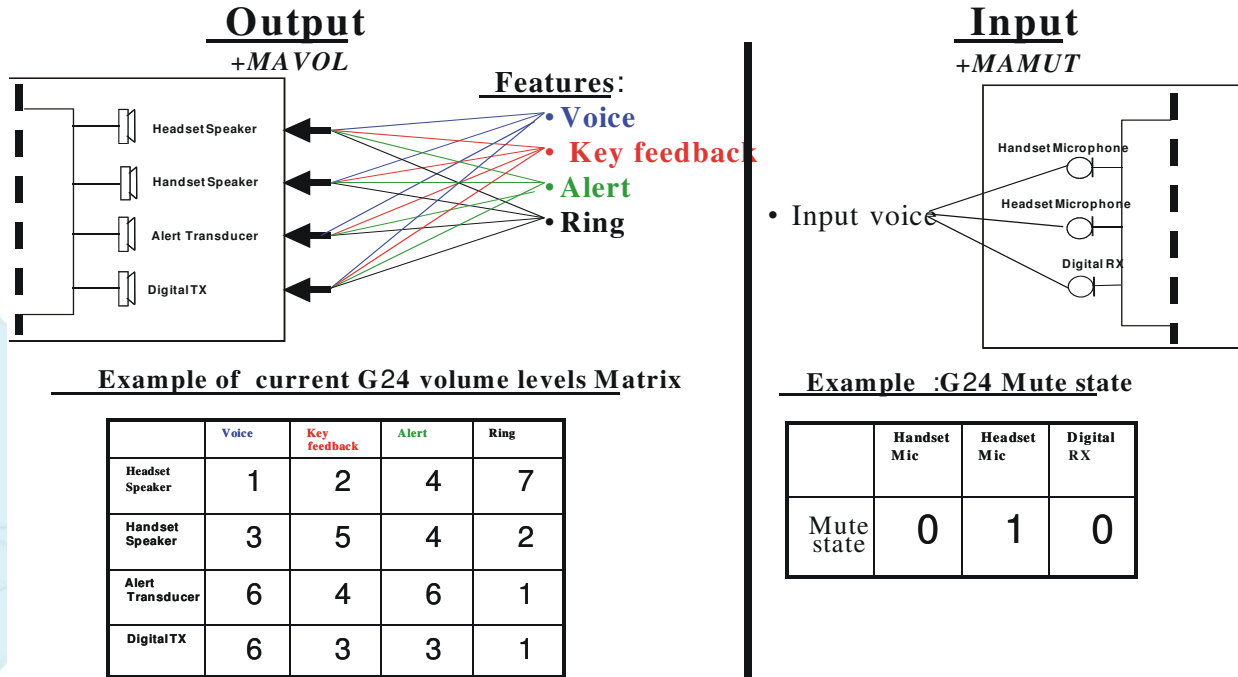 Output
+MAVOL
Features:
• Voice
• Key feedback
• Alert
• Ring
Headset Speaker
Handset Speaker
Alert Transducer
Digital TX
Example of current G24 volume levels Matrix
Voice Key feedback Alert Ring
Headset Speaker 1 2 4 7
Handset Speaker 3 5 4 2
Alert Transducer 6 4 6 1
Digital TX 6 3 3 1
Input
+MAMUT
• Input voice
Handset Microphone
Headset Microphone
Digital RX
Example :G24 Mute state
Handset Mic Headset Mic Digital RX
Mute state 0 1 0